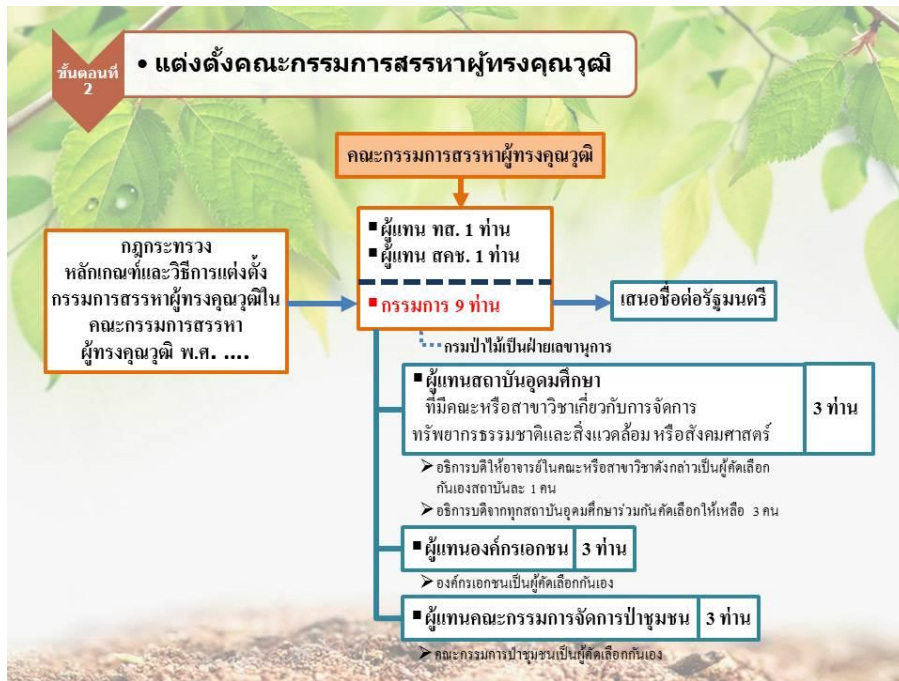 ขั้นตอนที่
2
• แต่งตั้งคณะกรรมการสรรหาผู้ทรงคุณวุฒิ
คณะกรรมการสรรหาผู้ทรงคุณวุฒิ
▪ ผู้แทน ทส. 1 ท่าน
▪ ผู้แทน สคช. 1 ท่าน
▪ กรรมการ 9 ท่าน
กฎกระทรวง
หลักเกณฑ์และวิธีการแต่งตั้ง
กรรมการสรรหาผู้ทรงคุณวุฒิใน
คณะกรรมการสรรหา
ผู้ทรงคุณวุฒิ พ.ศ. ....
เสนอชื่อต่อรัฐมนตรี
กรมป่าไม้เป็นฝ่ายเลขานุการ
▪ ผู้แทนสถาบันอุดมศึกษา
ที่มีคณะหรือสาขาวิชาเกี่ยวกับการจัดการ
ทรัพยากรธรรมชาติและสิ่งแวดล้อม หรือสังคมศาสตร์
3 ท่าน
➢ อธิการบดีให้อาจารย์ในคณะหรือสาขาวิชาดังกล่าวเป็นผู้คัดเลือก
กันเองสถาบันละ 1 คน
➢ อธิการบดีจากทุกสถาบันอุดมศึกษาร่วมกันคัดเลือกให้เหลือ 3 คน
▪ ผู้แทนองค์กรเอกชน 3 ท่าน
➢ องค์กรเอกชนเป็นผู้คัดเลือกกันเอง
▪ ผู้แทนคณะกรรมการจัดการป่าชุมชน 3 ท่าน
➢ คณะกรรมการป่าชุมชนเป็นผู้คัดเลือกกันเอง